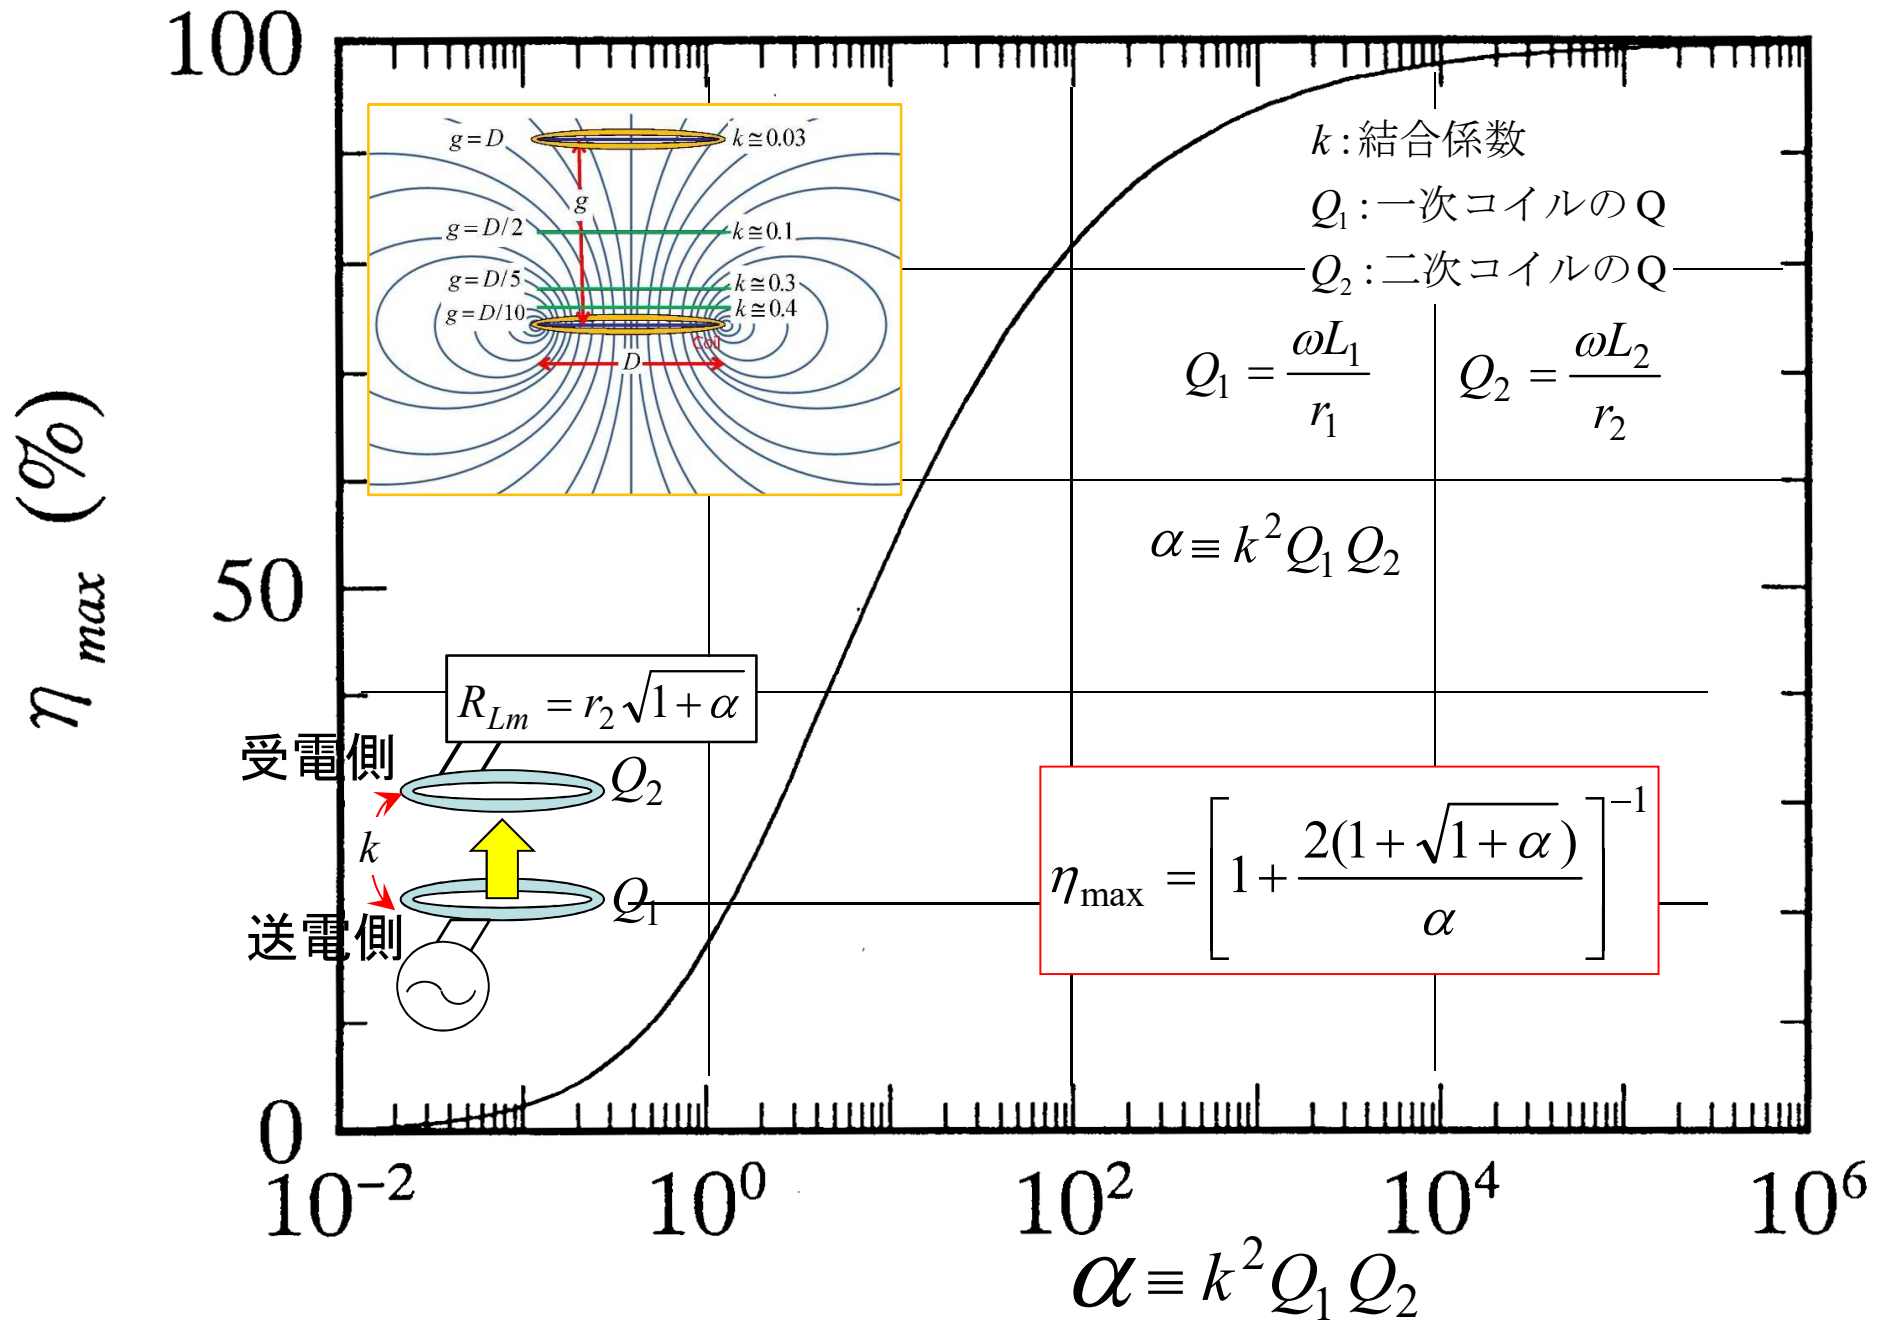 100
50
0
η max (%)
g=D
k≅0.03
g
g=D/2
k≅0.1
g=D/5
k≅0.3
g=D/10
k≅0.4
Coil
D
k:結合係数
Q₁:一次コイルのQ
Q₂:二次コイルのQ
Q₁ = ωL₁/r₁
Q₂ = ωL₂/r₂
α≡k²Q₁Q₂
R_Lm = r₂√(1+α)
受電側
Q₂
k
Q₁
送電側
η_max = [1+2(1+√(1+α))/α]⁻¹
10⁻² 10⁰ 10² 10⁴ 10⁶
α≡k²Q₁Q₂